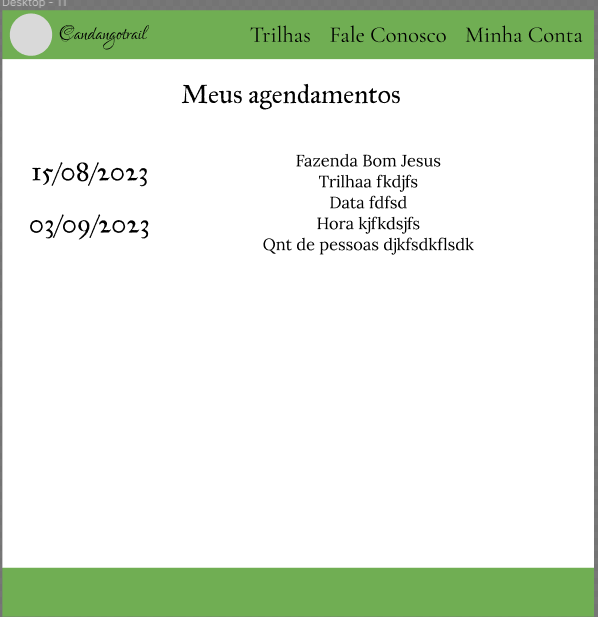 Desktop - 11
Candangotrail
Trilhas Fale Conosco Minha Conta
Meus agendamentos
15/08/2023
03/09/2023
Fazenda Bom Jesus
Trilhaa fkdjfs
Data fdfsd
Hora kjfkdsjfs
Qnt de pessoas djkfsdkflsdk